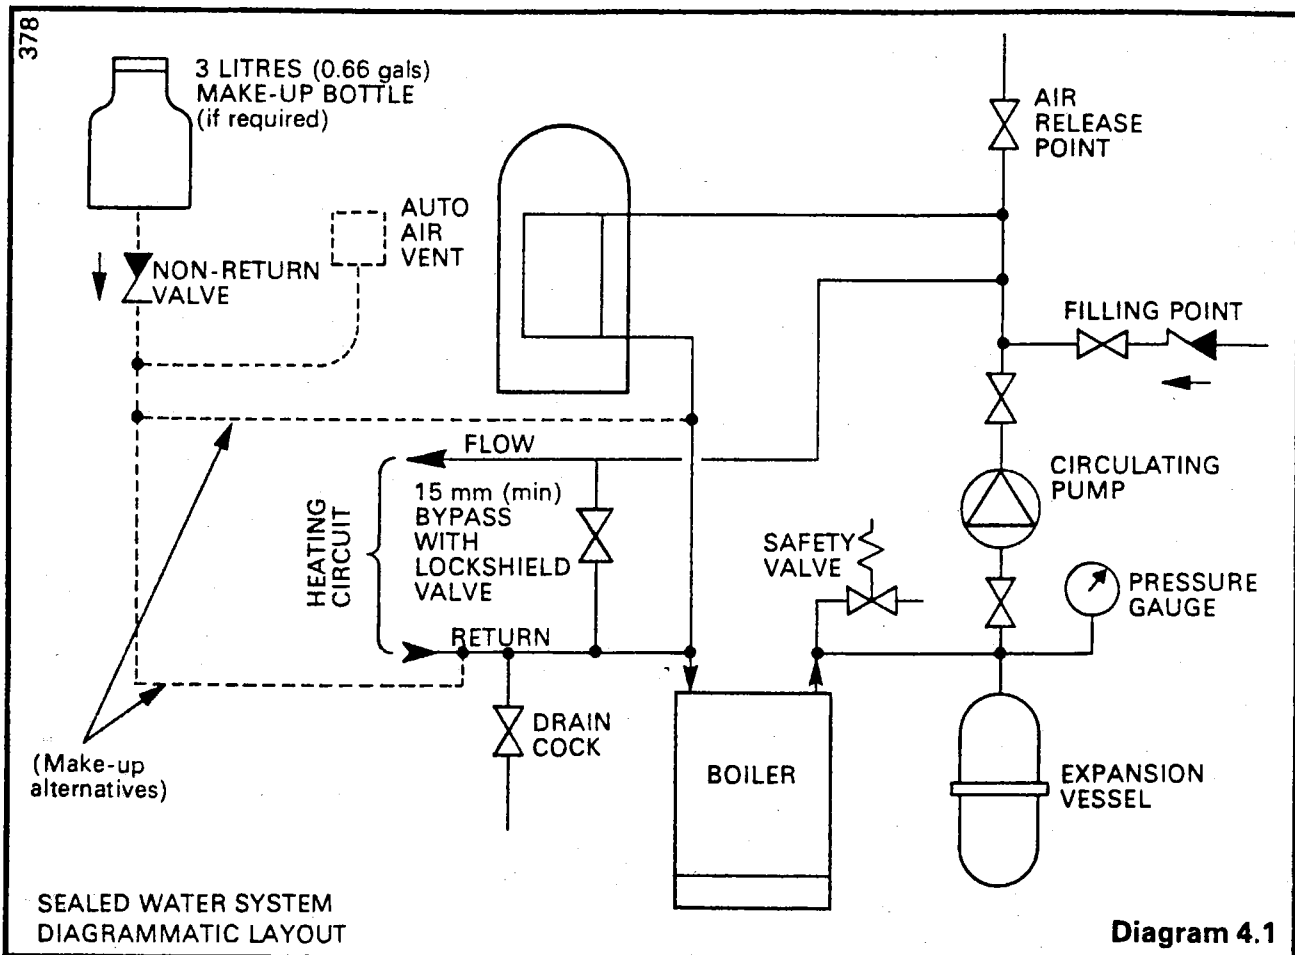 378
3 LITRES (0.66 gals)
MAKE-UP BOTTLE
(if required)
AIR
RELEASE
POINT
AUTO
AIR
VENT
NON-RETURN
VALVE
FILLING POINT
FLOW
15 mm (min)
BYPASS
WITH
LOCKSHIELD
VALVE
HEATING
CIRCUIT
CIRCULATING
PUMP
SAFETY
VALVE
PRESSURE
GAUGE
RETURN
DRAIN
COCK
(Make-up
alternatives)
BOILER
EXPANSION
VESSEL
SEALED WATER SYSTEM
DIAGRAMMATIC LAYOUT
Diagram 4.1